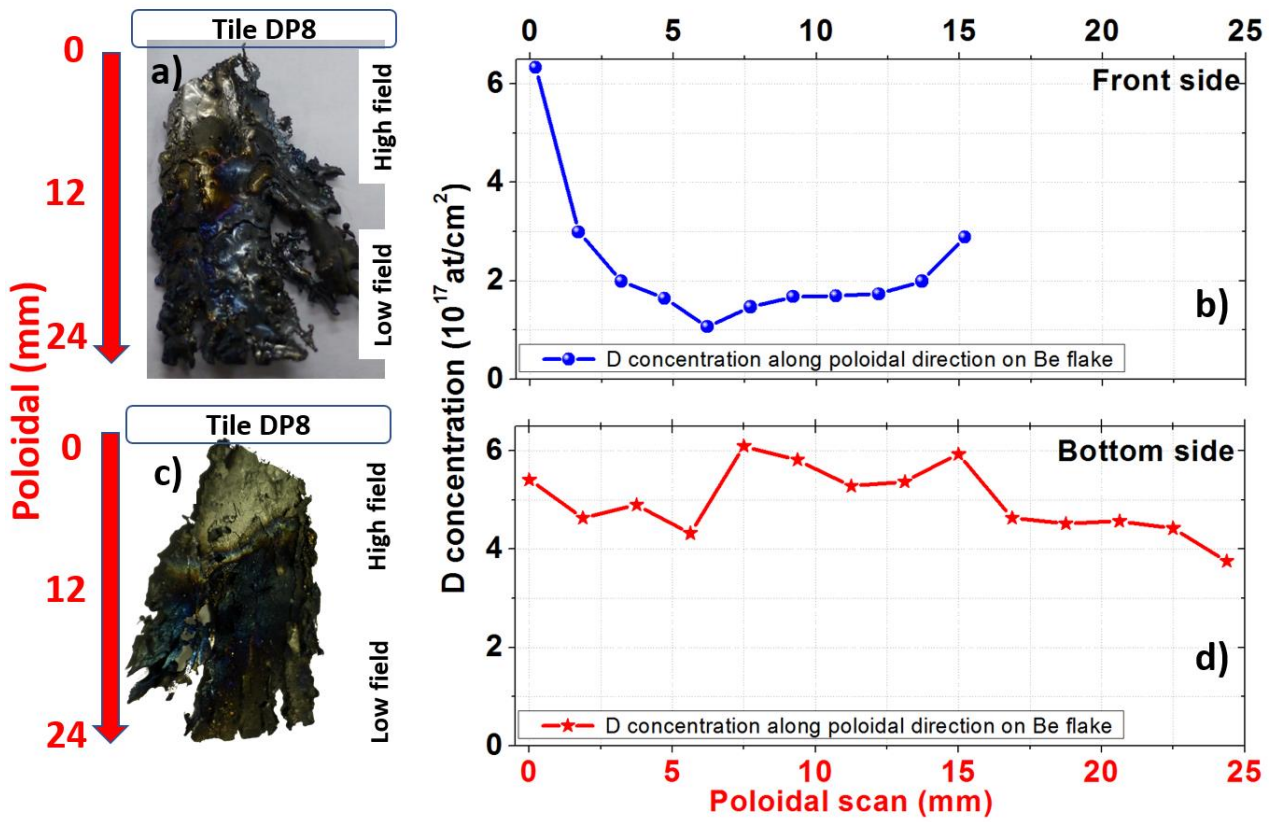 Tile DP8
0
12
24
a)
High field
Low field
Poloidal (mm)
Tile DP8
0
12
24
c)
High field
Low field
0 5 10 15 20 25
Front side
6
4
2
0
b)
D concentration along poloidal direction on Be flake
D concentration (10¹⁷ at/cm²)
Bottom side
6
4
2
0
d)
D concentration along poloidal direction on Be flake
0 5 10 15 20 25
Poloidal scan (mm)